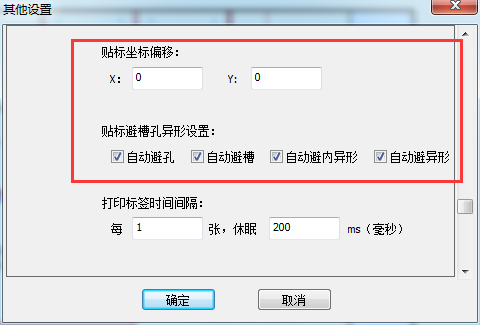 其他设置
贴标坐标偏移：
X： 0 Y： 0
贴标避槽孔异形设置：
自动避孔 自动避槽 自动避内异形 自动避异形
打印标签时间间隔：
每 1 张，休眠 200 ms（毫秒）
确定 取消